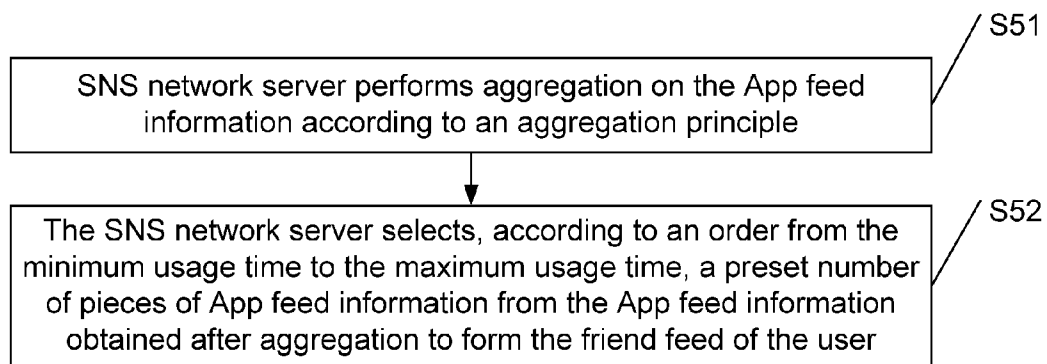 S51
SNS network server performs aggregation on the App feed
information according to an aggregation principle
S52
The SNS network server selects, according to an order from the
minimum usage time to the maximum usage time, a preset number
of pieces of App feed information from the App feed information
obtained after aggregation to form the friend feed of the user